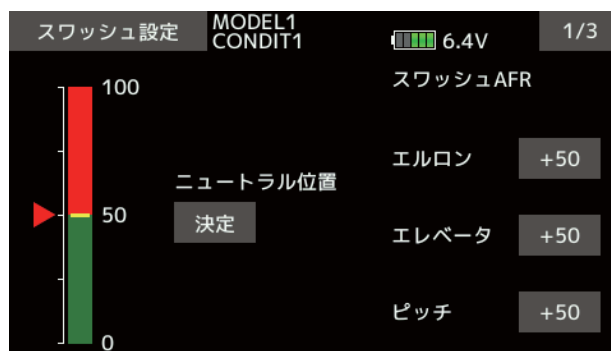 スワッシュ設定
MODEL1
CONDIT1
6.4V
1/3
スワッシュAFR
100
エルロン +50
ニュートラル位置
50
決定
エレベータ +50
ピッチ +50
0